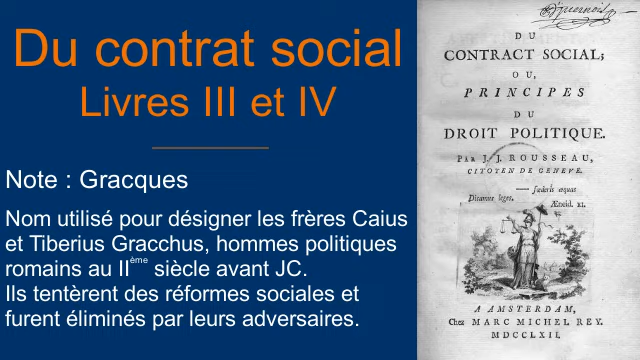 Du contrat social
Livres III et IV
Note : Gracques
Nom utilisé pour désigner les frères Caius
et Tiberius Gracchus, hommes politiques
romains au IIème siècle avant JC.
Ils tentèrent des réformes sociales et
furent éliminés par leurs adversaires.
DU
CONTRACT SOCIAL;
OU,
PRINCIPES
DU
DROIT POLITIQUE.
PAR J. J. ROUSSEAU,
CITOYEN DE GENEVE.
— fœderis æquas
Dicamus leges. Æneid. XI.
A AMSTERDAM,
Chez MARC MICHEL REY.
MDCCLXII.